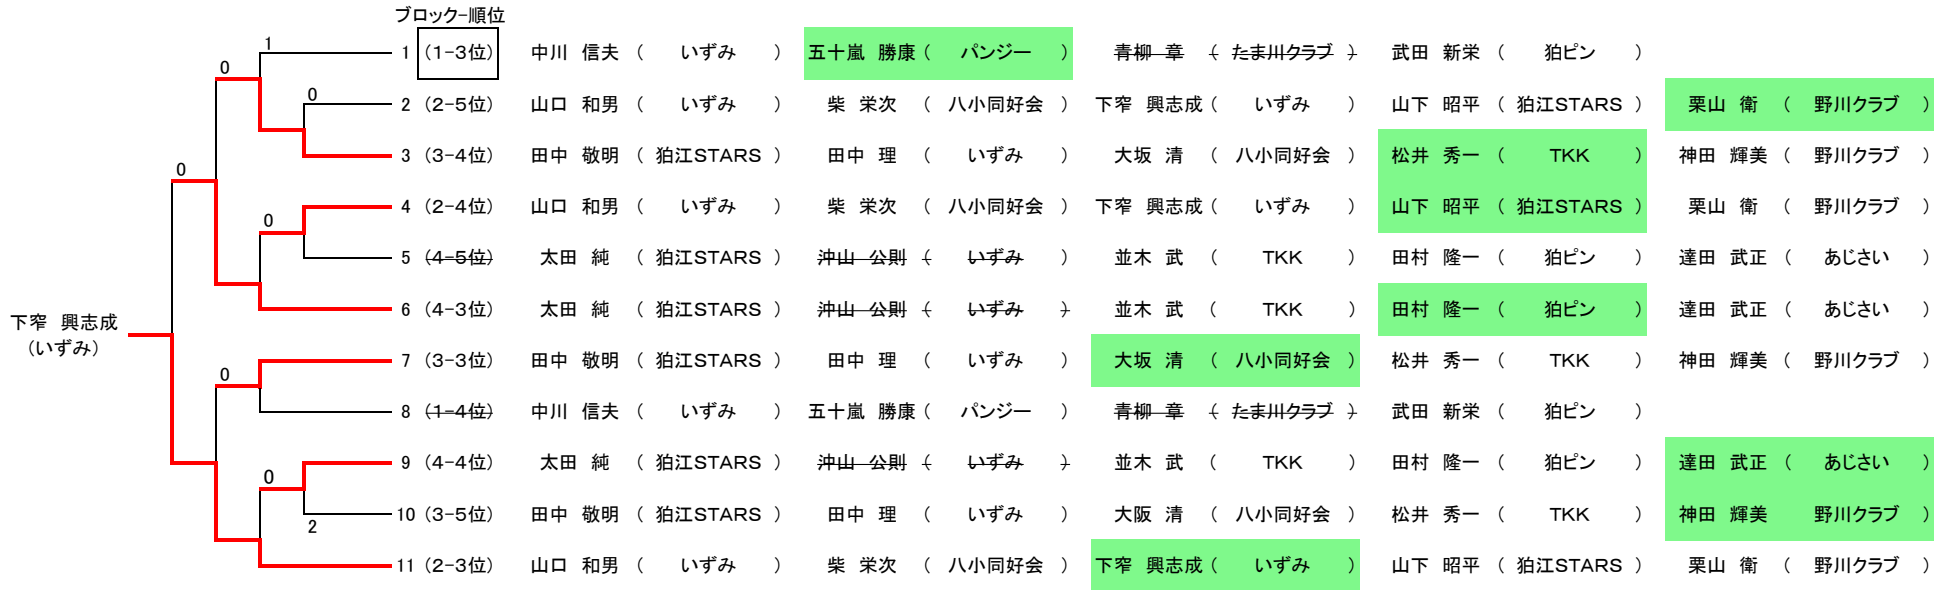 ブロック-順位
1 1 (1-3位) 中川 信夫 ( いずみ ) 五十嵐 勝康 ( パンジー ) 青柳 章 ( たま川クラブ ) 武田 新栄 ( 狛ピン )
0
0 2 (2-5位) 山口 和男 ( いずみ ) 柴 栄次 ( 八小同好会 ) 下窄 興志成 ( いずみ ) 山下 昭平 ( 狛江STARS ) 栗山 衛 ( 野川クラブ )
3 (3-4位) 田中 敬明 ( 狛江STARS ) 田中 理 ( いずみ ) 大坂 清 ( 八小同好会 ) 松井 秀一 ( TKK ) 神田 輝美 ( 野川クラブ )
0
4 (2-4位) 山口 和男 ( いずみ ) 柴 栄次 ( 八小同好会 ) 下窄 興志成 ( いずみ ) 山下 昭平 ( 狛江STARS ) 栗山 衛 ( 野川クラブ )
0
5 (4-5位) 太田 純 ( 狛江STARS ) 沖山 公則 ( いずみ ) 並木 武 ( TKK ) 田村 隆一 ( 狛ピン ) 達田 武正 ( あじさい )
6 (4-3位) 太田 純 ( 狛江STARS ) 沖山 公則 ( いずみ ) 並木 武 ( TKK ) 田村 隆一 ( 狛ピン ) 達田 武正 ( あじさい )
下窄 興志成
(いずみ)
7 (3-3位) 田中 敬明 ( 狛江STARS ) 田中 理 ( いずみ ) 大坂 清 ( 八小同好会 ) 松井 秀一 ( TKK ) 神田 輝美 ( 野川クラブ )
0
8 (1-4位) 中川 信夫 ( いずみ ) 五十嵐 勝康 ( パンジー ) 青柳 章 ( たま川クラブ ) 武田 新栄 ( 狛ピン )
9 (4-4位) 太田 純 ( 狛江STARS ) 沖山 公則 ( いずみ ) 並木 武 ( TKK ) 田村 隆一 ( 狛ピン ) 達田 武正 ( あじさい )
0
10 (3-5位) 田中 敬明 ( 狛江STARS ) 田中 理 ( いずみ ) 大阪 清 ( 八小同好会 ) 松井 秀一 ( TKK ) 神田 輝美 野川クラブ )
2
11 (2-3位) 山口 和男 ( いずみ ) 柴 栄次 ( 八小同好会 ) 下窄 興志成 ( いずみ ) 山下 昭平 ( 狛江STARS ) 栗山 衛 ( 野川クラブ )